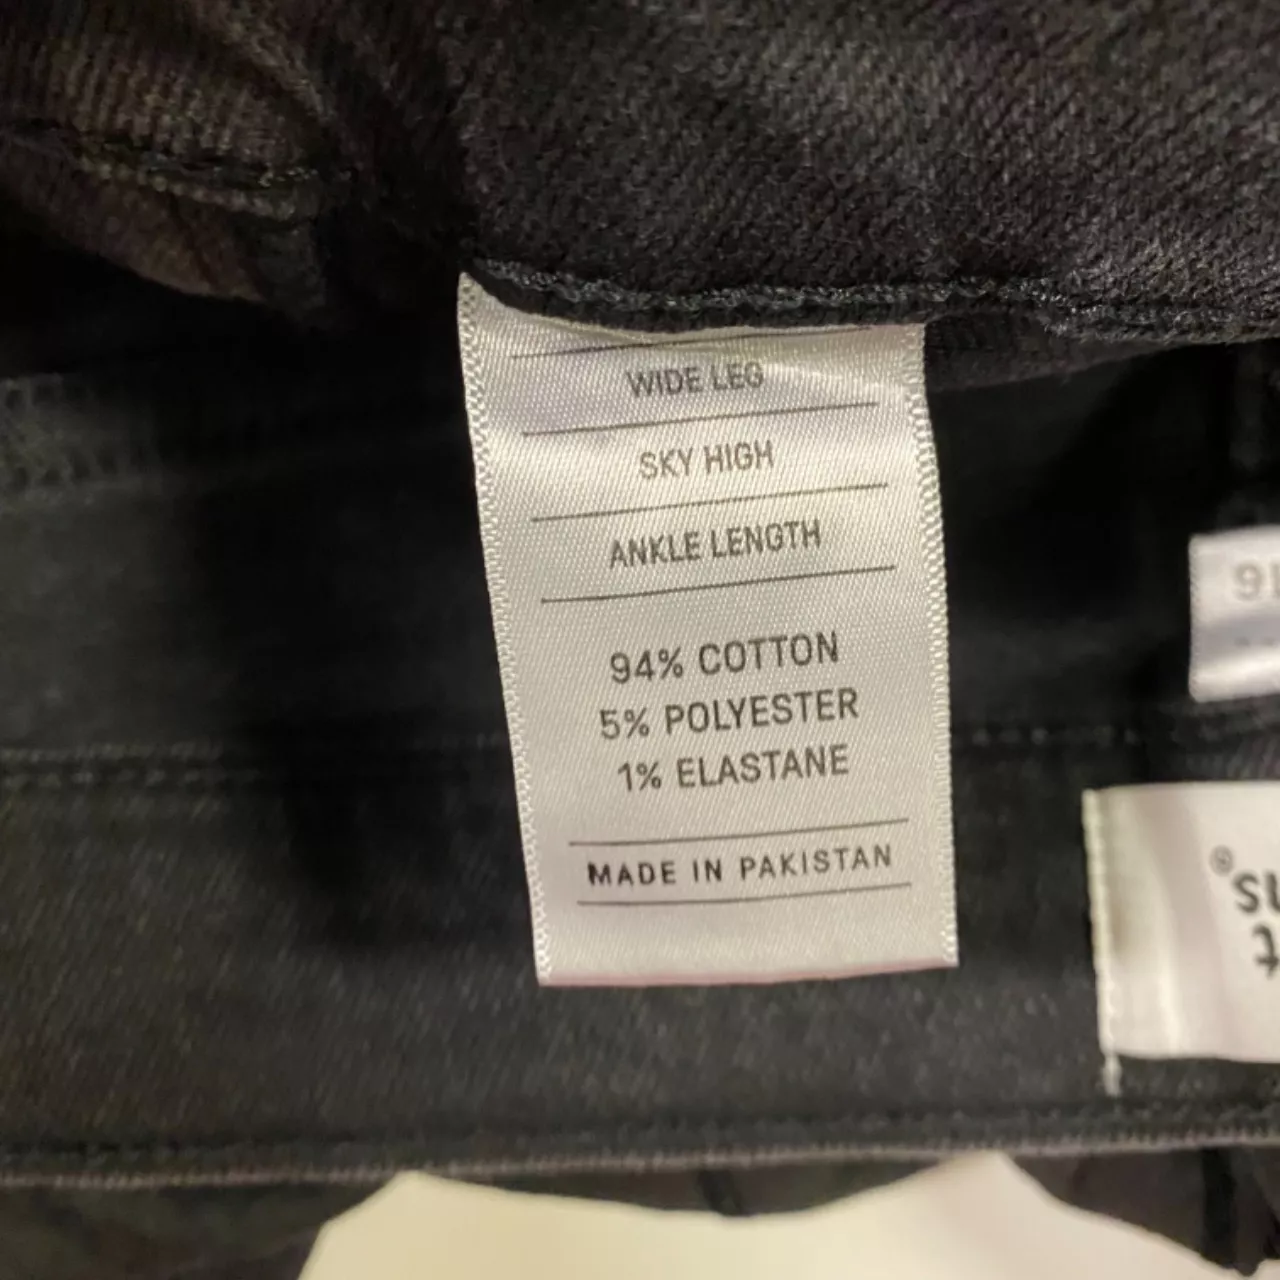 WIDE LEG
SKY HIGH
ANKLE LENGTH
94% COTTON
5% POLYESTER
1% ELASTANE
MADE IN PAKISTAN